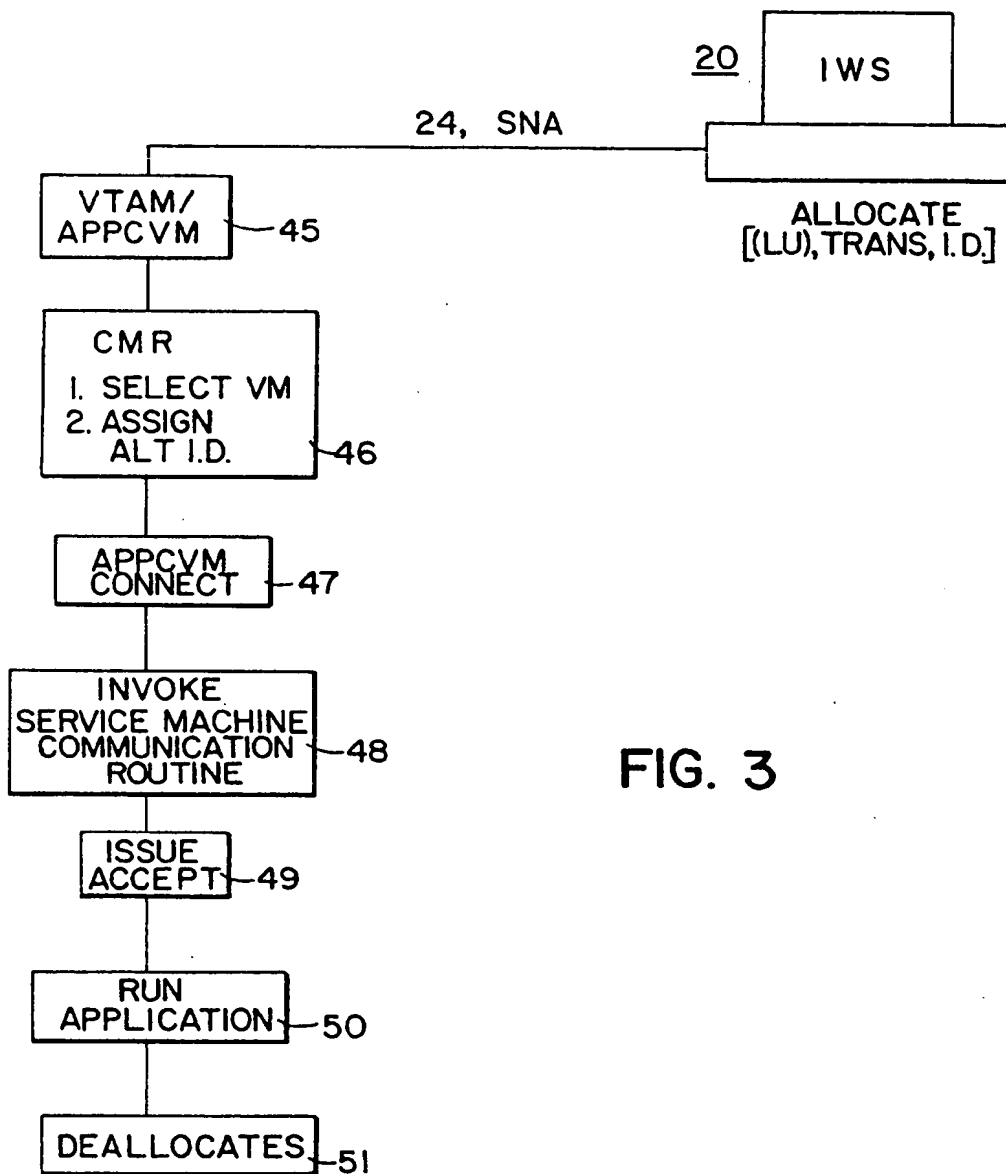 20
IWS
24, SNA
ALLOCATE
[(LU), TRANS, I.D.]
VTAM/
APPCVM
45
CMR
1. SELECT VM
2. ASSIGN
ALT I.D.
46
APPCVM
CONNECT
47
INVOKE
SERVICE MACHINE
COMMUNICATION
ROUTINE
48
FIG. 3
ISSUE
ACCEPT
49
RUN
APPLICATION
50
DEALLOCATES
51